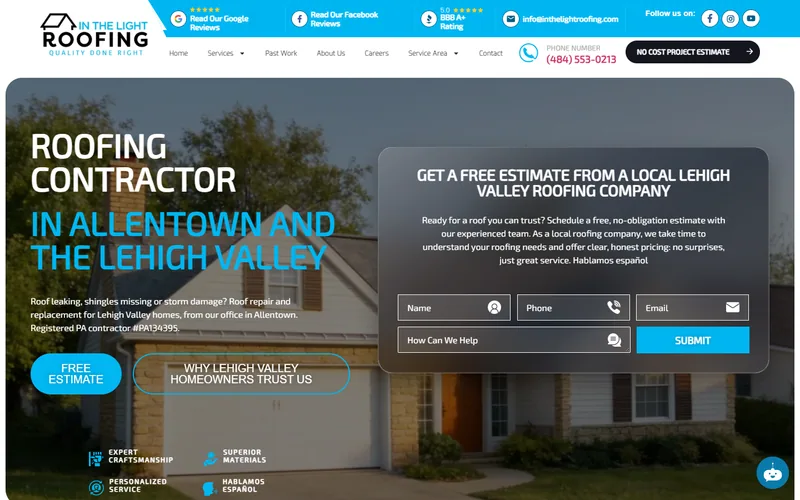 IN THE LIGHT
ROOFING
QUALITY DONE RIGHT
Read Our Google
Reviews
Read Our Facebook
Reviews
5.0
BBB A+
Rating
info@inthelightroofing.com
Follow us on:
Home
Services
Past Work
About Us
Careers
Service Area
Contact
PHONE NUMBER
(484) 553-0213
NO COST PROJECT ESTIMATE
ROOFING
CONTRACTOR
IN ALLENTOWN AND
THE LEHIGH VALLEY
Roof leaking, shingles missing or storm damage? Roof repair and
replacement for Lehigh Valley homes, from our office in Allentown.
Registered PA contractor #PA134395.
FREE
ESTIMATE
WHY LEHIGH VALLEY
HOMEOWNERS TRUST US
EXPERT
CRAFTSMANSHIP
SUPERIOR
MATERIALS
PERSONALIZED
SERVICE
HABLAMOS
ESPAÑOL
GET A FREE ESTIMATE FROM A LOCAL LEHIGH
VALLEY ROOFING COMPANY
Ready for a roof you can trust? Schedule a free, no-obligation estimate with
our experienced team. As a local roofing company, we take time to
understand your roofing needs and offer clear, honest pricing: no surprises,
just great service. Hablamos español
Name
Phone
Email
How Can We Help
SUBMIT